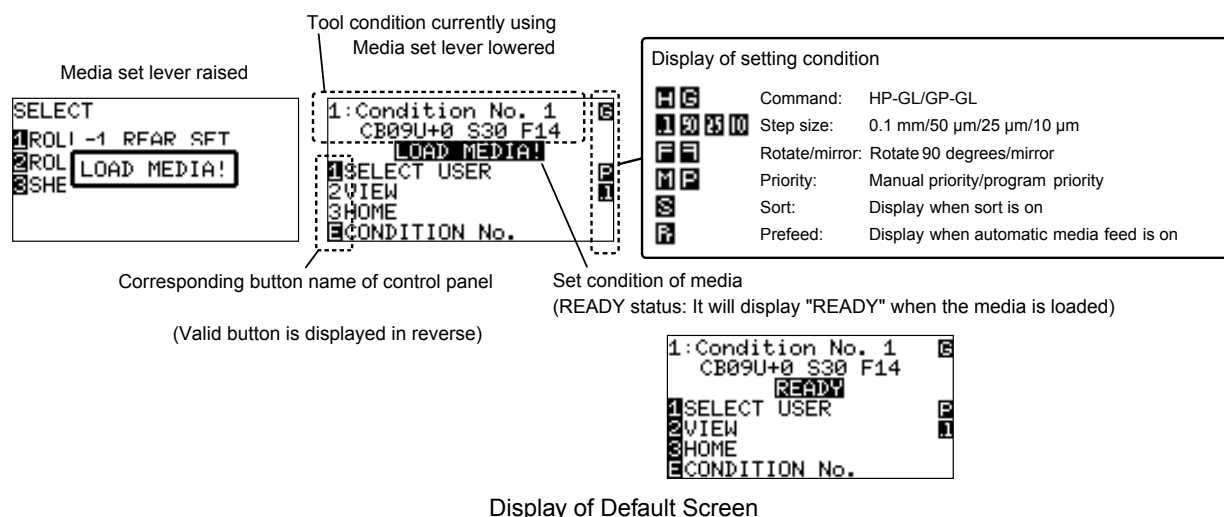 Tool condition currently using
Media set lever lowered
Media set lever raised
SELECT
1ROLL-1 REAR SET
2ROL
3SHE
LOAD MEDIA!
1:Condition No. 1 G
CB09U+0 S30 F14
LOAD MEDIA!
1SELECT USER P
2VIEW .1
3HOME
ECONDITION No.
Display of setting condition
H G Command: HP-GL/GP-GL
.1 50 25 10 Step size: 0.1 mm/50 μm/25 μm/10 μm
Rotate/mirror: Rotate 90 degrees/mirror
M P Priority: Manual priority/program priority
S Sort: Display when sort is on
Prefeed: Display when automatic media feed is on
Corresponding button name of control panel
(Valid button is displayed in reverse)
Set condition of media
(READY status: It will display "READY" when the media is loaded)
1:Condition No. 1 G
CB09U+0 S30 F14
READY
1SELECT USER P
2VIEW .1
3HOME
ECONDITION No.
Display of Default Screen